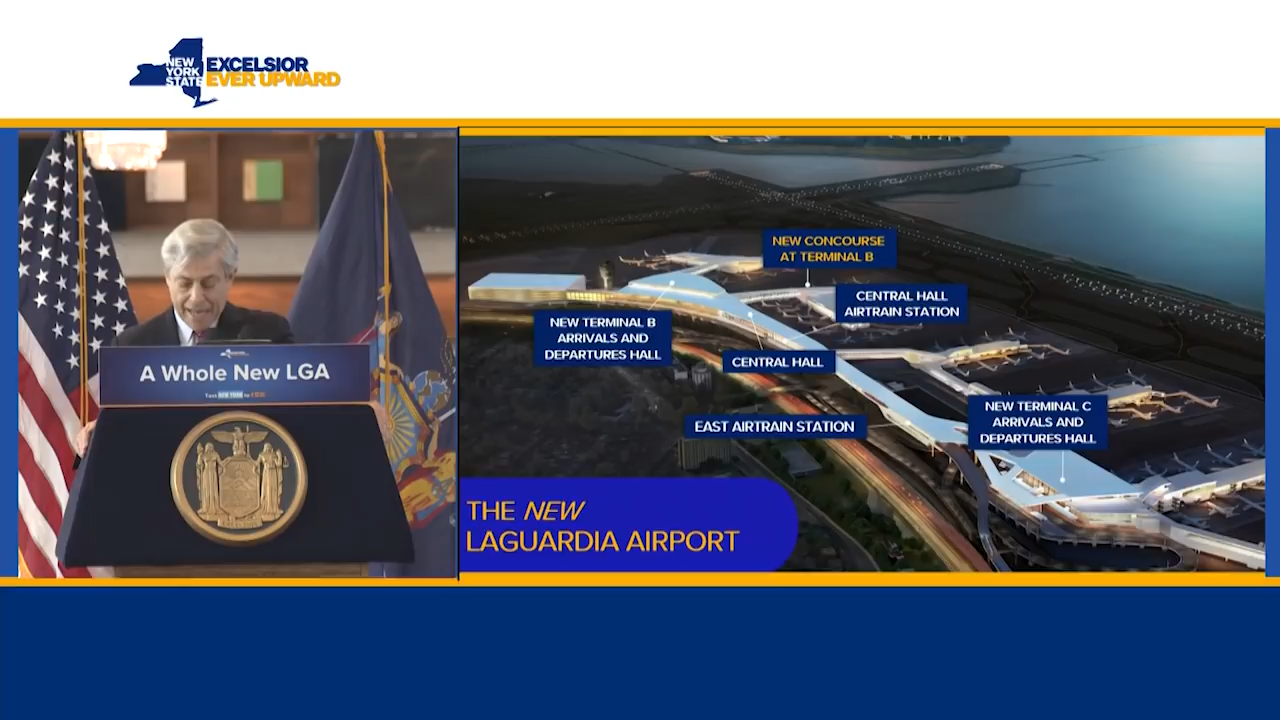 NEW
YORK
STATE
EXCELSIOR
EVER UPWARD
A Whole New LGA
NEW CONCOURSE
AT TERMINAL B
CENTRAL HALL
AIRTRAIN STATION
NEW TERMINAL B
ARRIVALS AND
DEPARTURES HALL
CENTRAL HALL
EAST AIRTRAIN STATION
NEW TERMINAL C
ARRIVALS AND
DEPARTURES HALL
THE NEW
LAGUARDIA AIRPORT